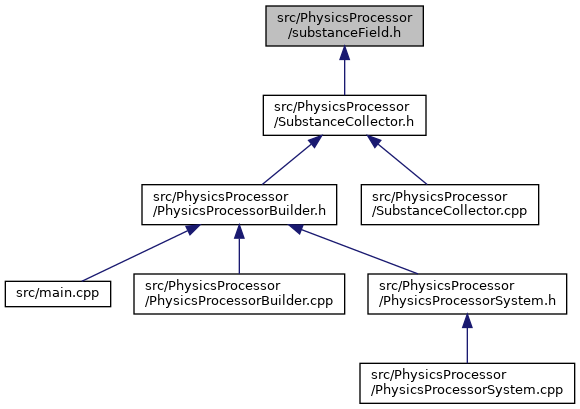 src/PhysicsProcessor
/substanceField.h
src/PhysicsProcessor
/SubstanceCollector.h
src/PhysicsProcessor
/PhysicsProcessorBuilder.h
src/PhysicsProcessor
/SubstanceCollector.cpp
src/main.cpp
src/PhysicsProcessor
/PhysicsProcessorBuilder.cpp
src/PhysicsProcessor
/PhysicsProcessorSystem.h
src/PhysicsProcessor
/PhysicsProcessorSystem.cpp